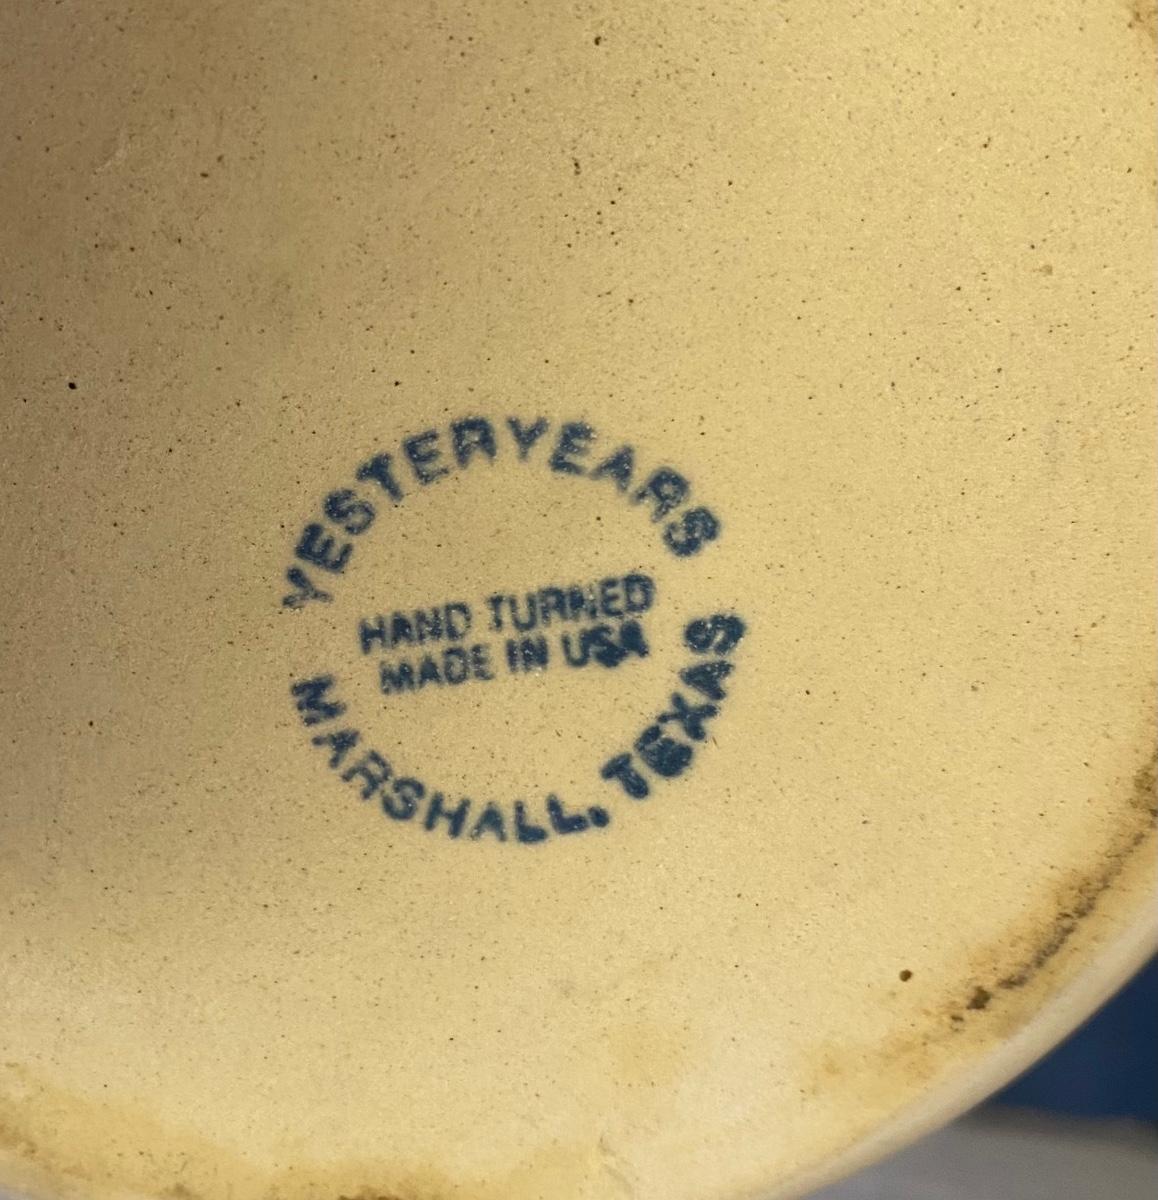 YESTERYEARS
HAND TURNED
MADE IN USA
MARSHALL, TEXAS